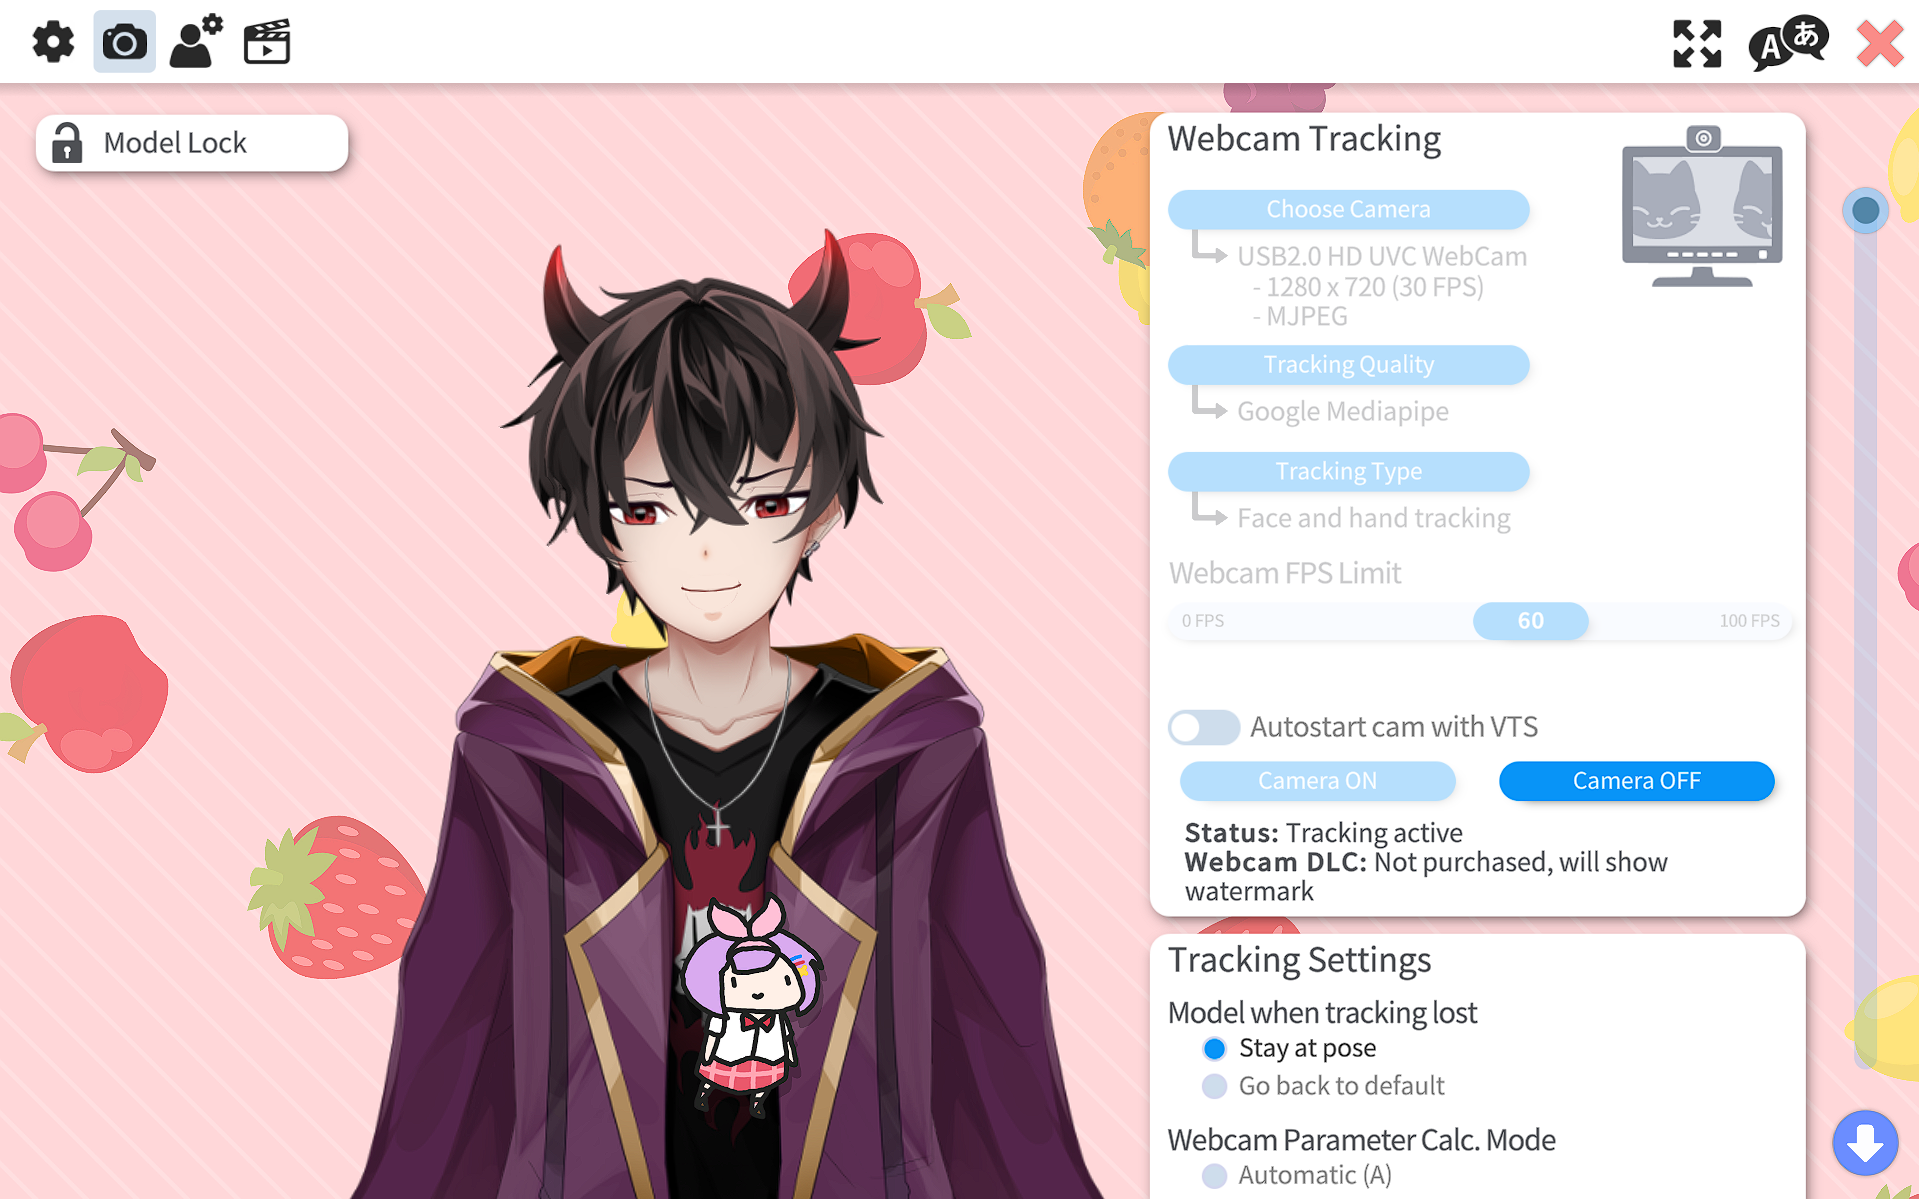 A あ
Model Lock
Webcam Tracking
Choose Camera
USB2.0 HD UVC WebCam
- 1280 x 720 (30 FPS)
- MJPEG
Tracking Quality
Google Mediapipe
Tracking Type
Face and hand tracking
Webcam FPS Limit
0 FPS 60 100 FPS
Autostart cam with VTS
Camera ON Camera OFF
Status: Tracking active
Webcam DLC: Not purchased, will show
watermark
Tracking Settings
Model when tracking lost
Stay at pose
Go back to default
Webcam Parameter Calc. Mode
Automatic (A)